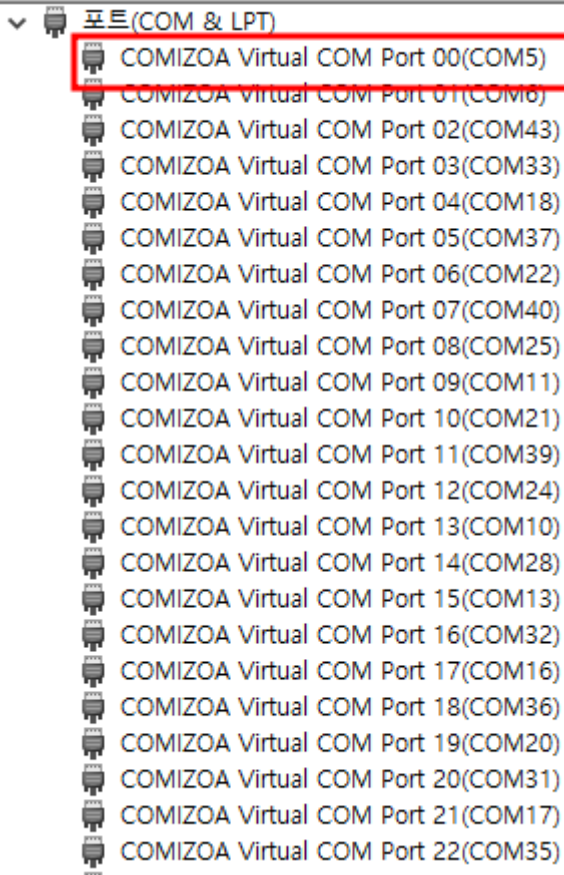 포트(COM & LPT)
COMIZOA Virtual COM Port 00(COM5)
COMIZOA Virtual COM Port 01(COM6)
COMIZOA Virtual COM Port 02(COM43)
COMIZOA Virtual COM Port 03(COM33)
COMIZOA Virtual COM Port 04(COM18)
COMIZOA Virtual COM Port 05(COM37)
COMIZOA Virtual COM Port 06(COM22)
COMIZOA Virtual COM Port 07(COM40)
COMIZOA Virtual COM Port 08(COM25)
COMIZOA Virtual COM Port 09(COM11)
COMIZOA Virtual COM Port 10(COM21)
COMIZOA Virtual COM Port 11(COM39)
COMIZOA Virtual COM Port 12(COM24)
COMIZOA Virtual COM Port 13(COM10)
COMIZOA Virtual COM Port 14(COM28)
COMIZOA Virtual COM Port 15(COM13)
COMIZOA Virtual COM Port 16(COM32)
COMIZOA Virtual COM Port 17(COM16)
COMIZOA Virtual COM Port 18(COM36)
COMIZOA Virtual COM Port 19(COM20)
COMIZOA Virtual COM Port 20(COM31)
COMIZOA Virtual COM Port 21(COM17)
COMIZOA Virtual COM Port 22(COM35)